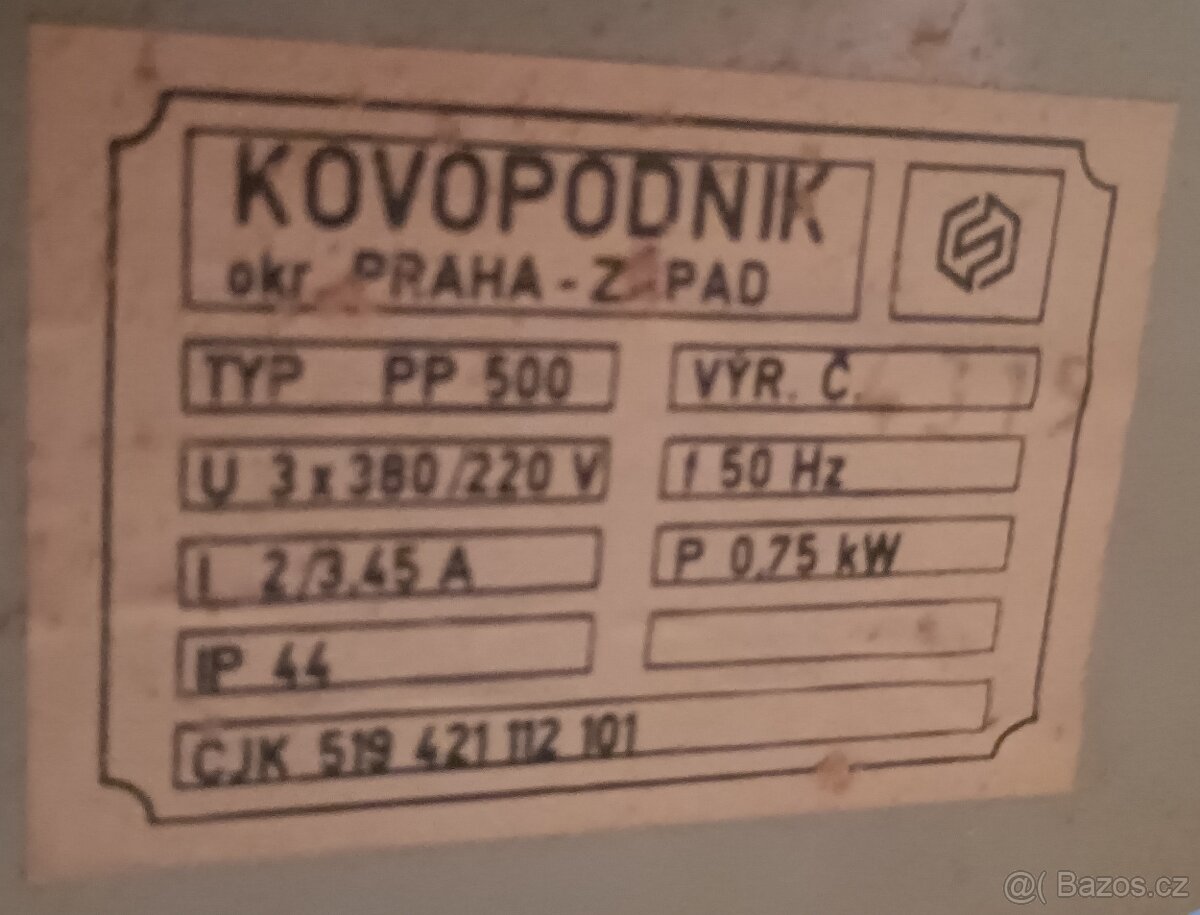 KOVOPODNIK
okr PRAHA - ZAPAD
TYP PP 500 VÝR. Č.
U 3 x 380/220 V f 50 Hz
I 2/3,45 A P 0,75 kW
IP 44
CJK 519 421 112 101
@( Bazos.cz